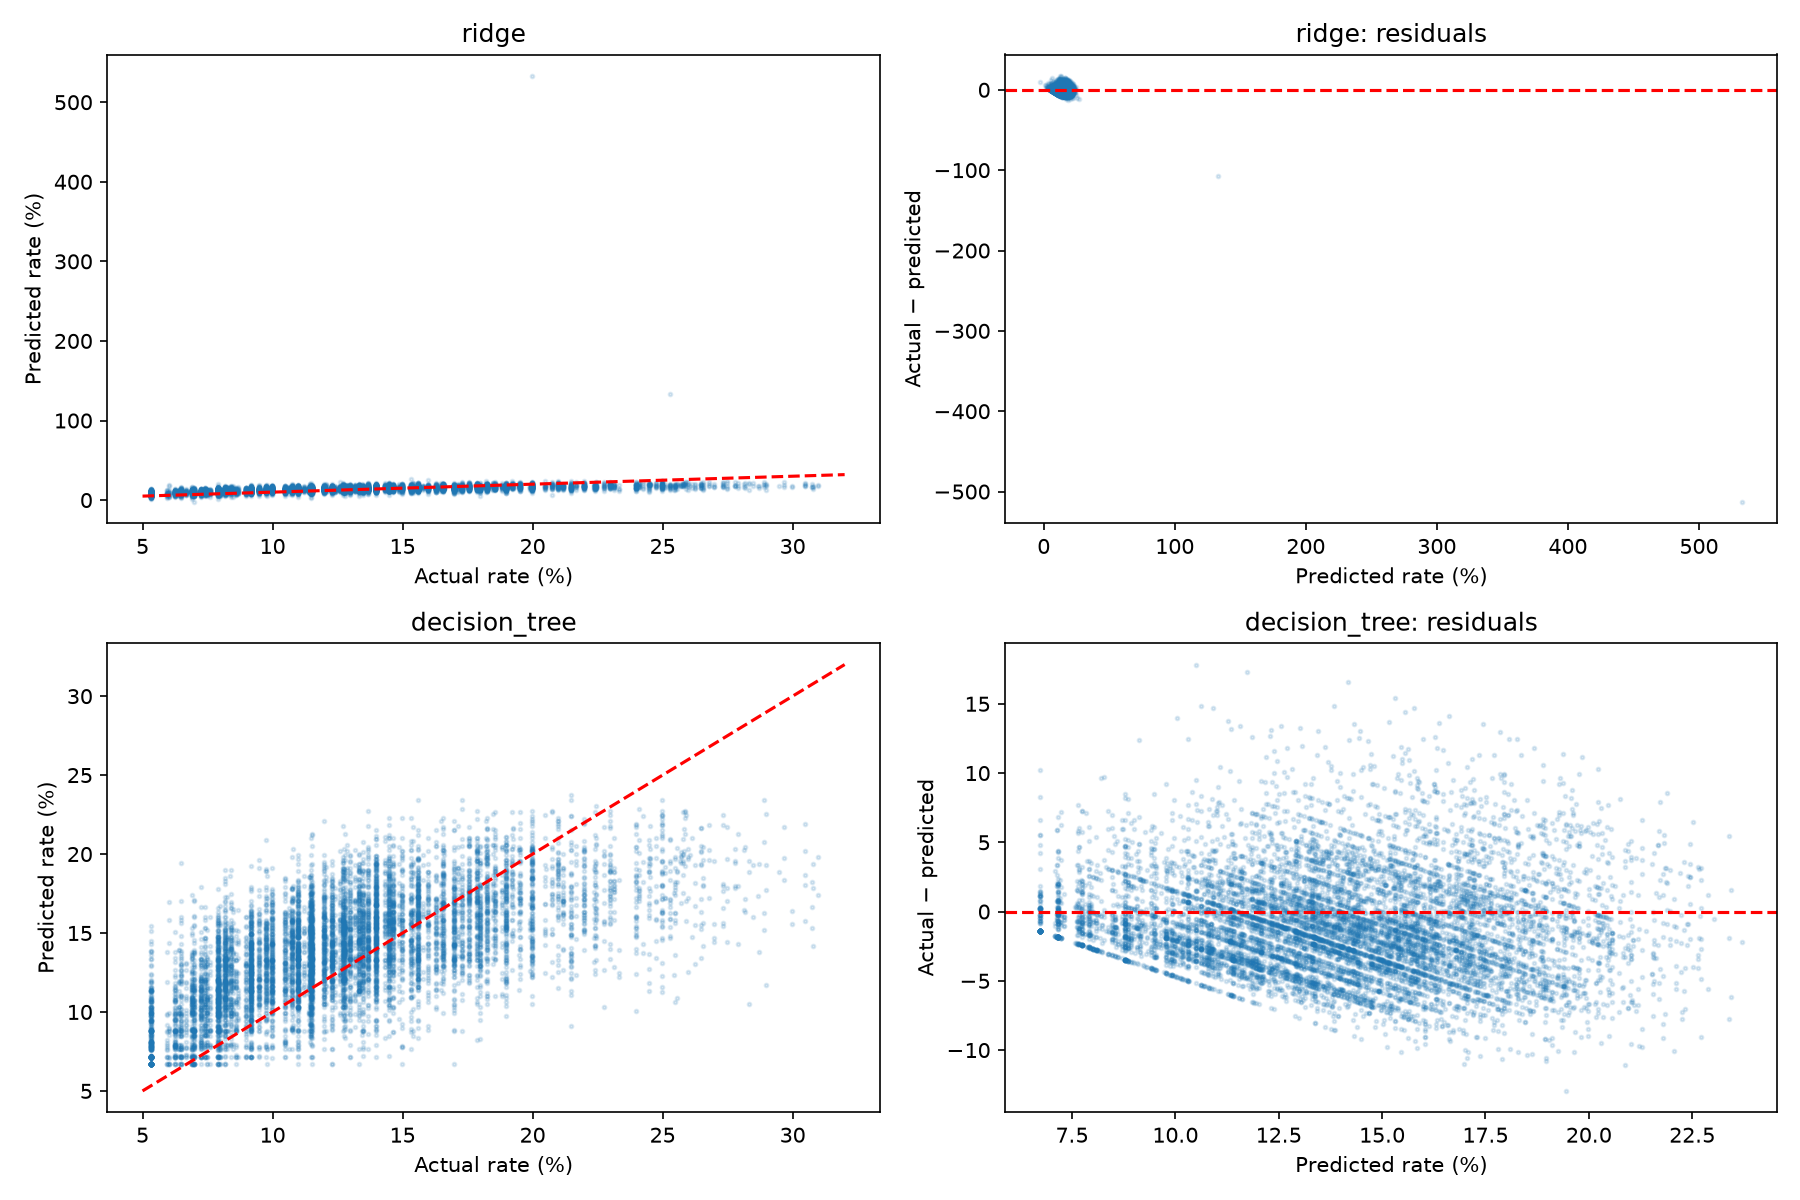 ridge
500
400
300
200
100
0
Predicted rate (%)
5 10 15 20 25 30
Actual rate (%)
ridge: residuals
0
−100
−200
−300
−400
−500
Actual − predicted
0 100 200 300 400 500
Predicted rate (%)
decision_tree
30
25
20
15
10
5
Predicted rate (%)
5 10 15 20 25 30
Actual rate (%)
decision_tree: residuals
15
10
5
0
−5
−10
Actual − predicted
7.5 10.0 12.5 15.0 17.5 20.0 22.5
Predicted rate (%)